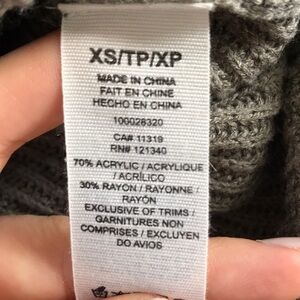 XS/TP/XP
MADE IN CHINA
FAIT EN CHINE
HECHO EN CHINA
100028320
CA# 11319
RN# 121340
70% ACRYLIC / ACRYLIQUE
/ ACRÍLICO
30% RAYON / RAYONNE /
RAYÓN
EXCLUSIVE OF TRIMS /
GARNITURES NON
COMPRISES / EXCLUYEN
DO AVIOS